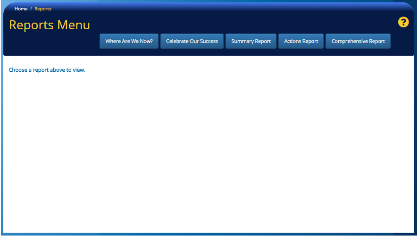 Home / Reports
Reports Menu
?
Where Are We Now? Celebrate Our Success Summary Report Actions Report Comprehensive Report
Choose a report above to view.